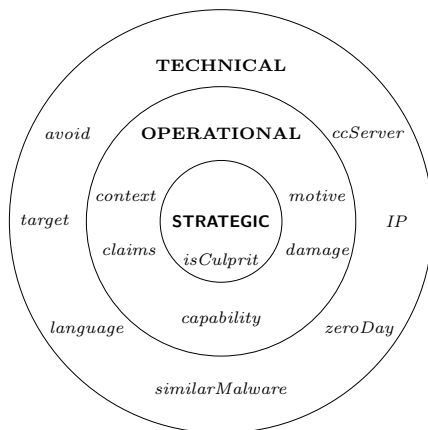 TECHNICAL
avoid
OPERATIONAL
ccServer
context
motive
target
STRATEGIC
IP
claims
isCulprit
damage
language
capability
zeroDay
similarMalware